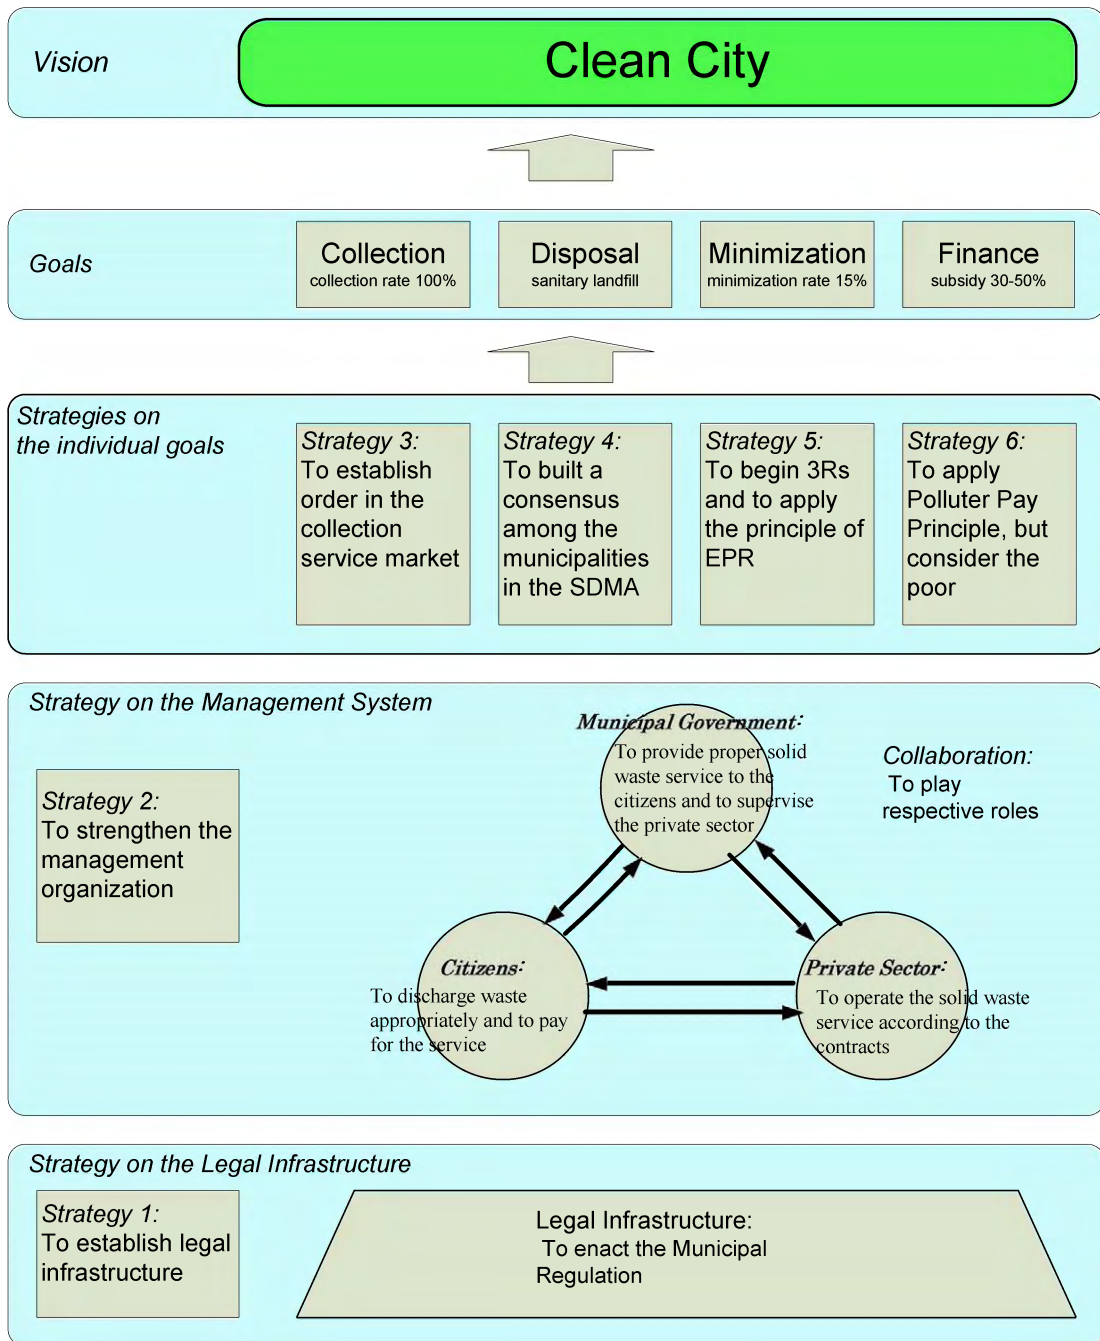 Vision
Clean City
Goals
Collection
collection rate 100%
Disposal
sanitary landfill
Minimization
minimization rate 15%
Finance
subsidy 30-50%
Strategies on
the individual goals
Strategy 3:
To establish
order in the
collection
service market
Strategy 4:
To built a
consensus
among the
municipalities
in the SDMA
Strategy 5:
To begin 3Rs
and to apply
the principle of
EPR
Strategy 6:
To apply
Polluter Pay
Principle, but
consider the
poor
Strategy on the Management System
Strategy 2:
To strengthen the
management
organization
Municipal Government:
To provide proper solid
waste service to the
citizens and to supervise
the private sector
Collaboration:
To play
respective roles
Citizens:
To discharge waste
appropriately and to pay
for the service
Private Sector:
To operate the solid waste
service according to the
contracts
Strategy on the Legal Infrastructure
Strategy 1:
To establish legal
infrastructure
Legal Infrastructure:
To enact the Municipal
Regulation